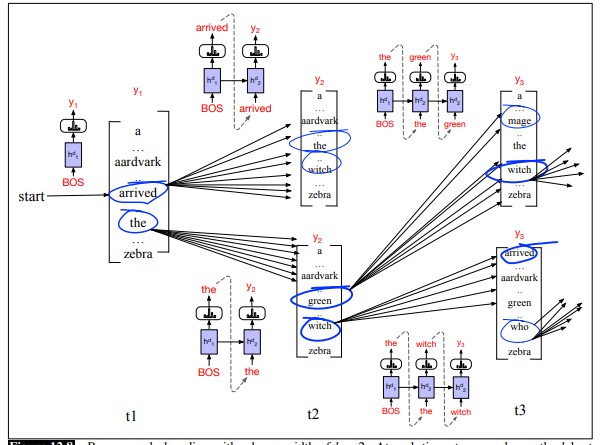 arrived y2
the green y3
y1
y1
y2
y3
hd1 hd2
hd1 hd2 hd2
a
a
BOS arrived
BOS the green
...
mage
a
aardvark
..
...
the
the
hd1
aardvark
witch
..
witch
BOS
...
...
zebra
zebra
start
arrived
the
y2
y3
...
a
arrived
zebra
...
..
aardvark
aardvark
the y2
..
..
green
green
..
...
witch
the witch y3
who
hd1 hd2
...
..
zebra
zebra
BOS the
hd1 hd2 hd2
BOS the witch
t1 t2 t3